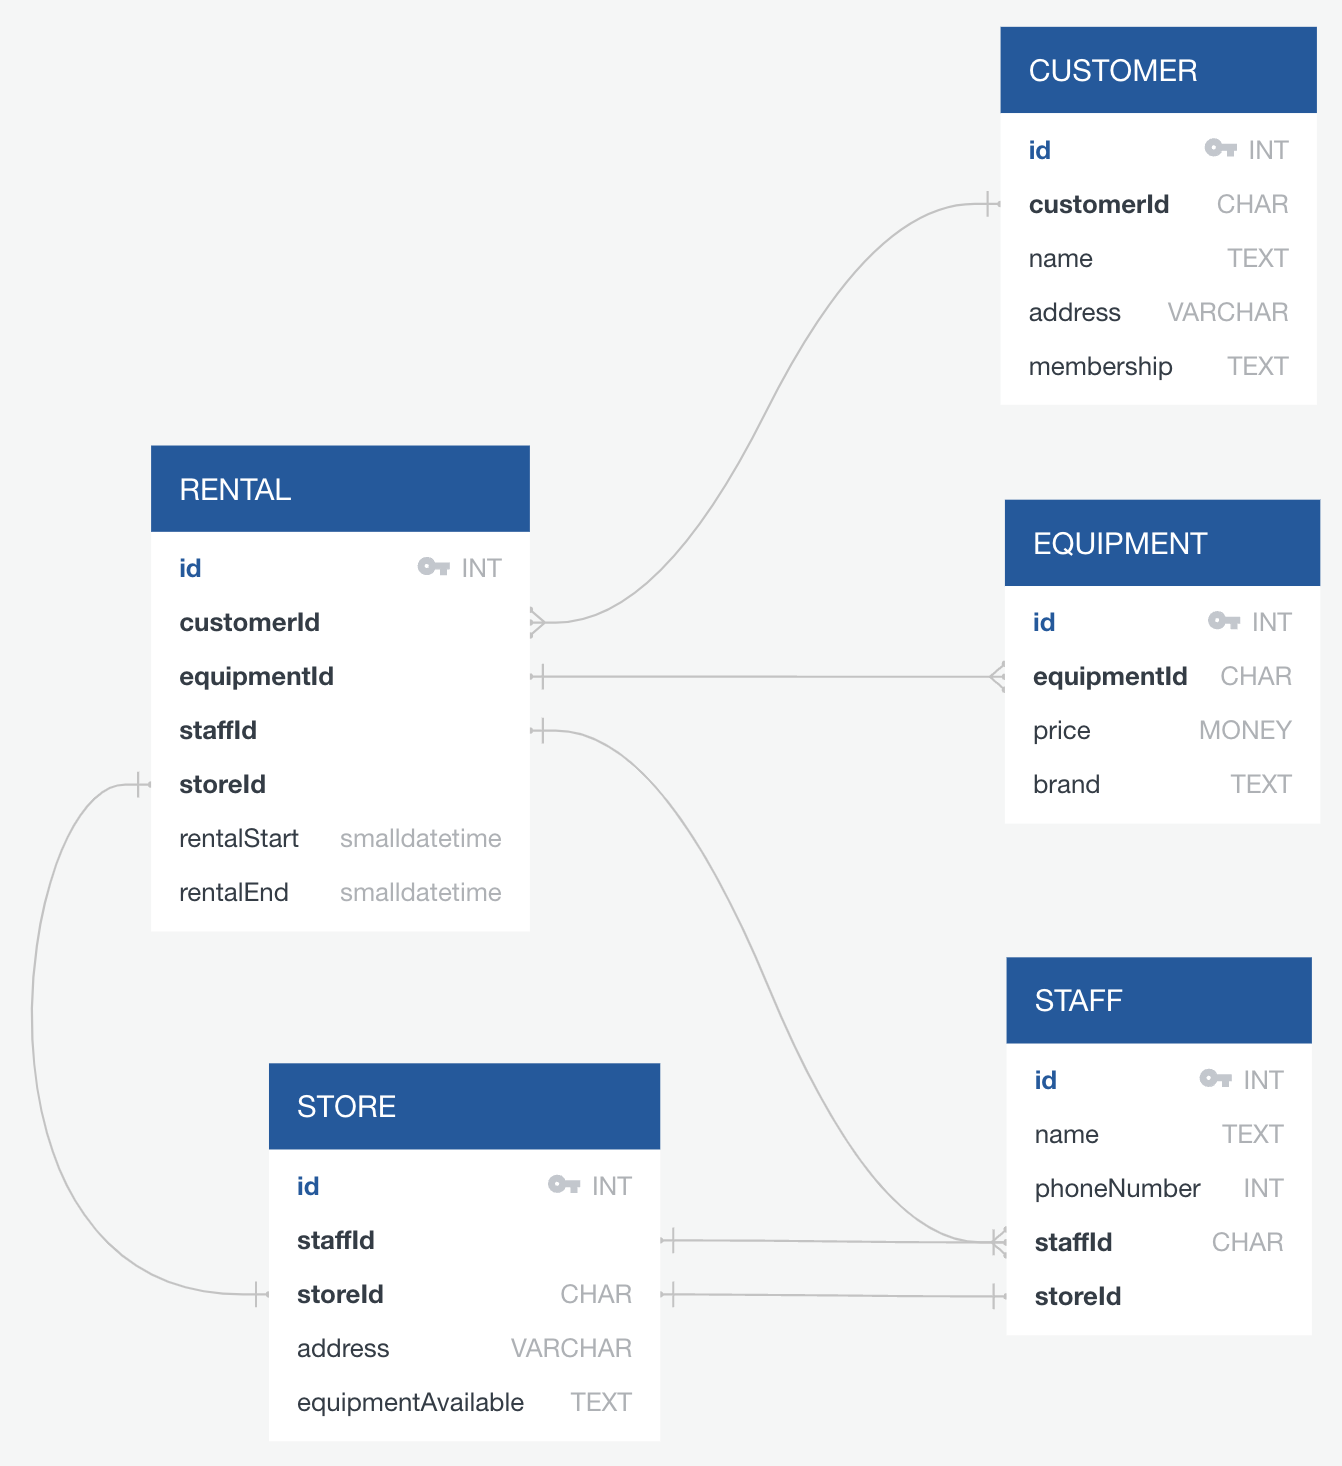 CUSTOMER
id INT
customerId CHAR
name TEXT
address VARCHAR
membership TEXT
RENTAL
id INT
customerId
equipmentId
staffId
storeId
rentalStart smalldatetime
rentalEnd smalldatetime
EQUIPMENT
id INT
equipmentId CHAR
price MONEY
brand TEXT
STAFF
id INT
name TEXT
phoneNumber INT
staffId CHAR
storeId
STORE
id INT
staffId
storeId CHAR
address VARCHAR
equipmentAvailable TEXT